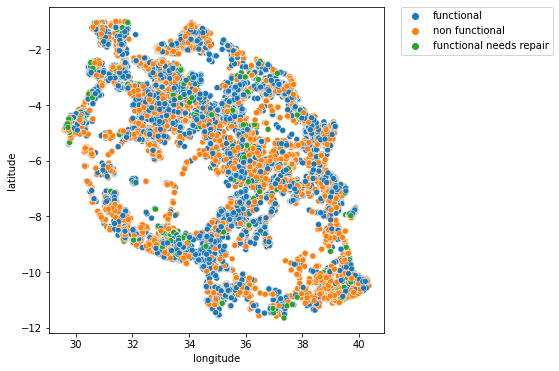 functional
non functional
functional needs repair
−2
−4
−6
−8
−10
−12
latitude
30
32
34
36
38
40
longitude